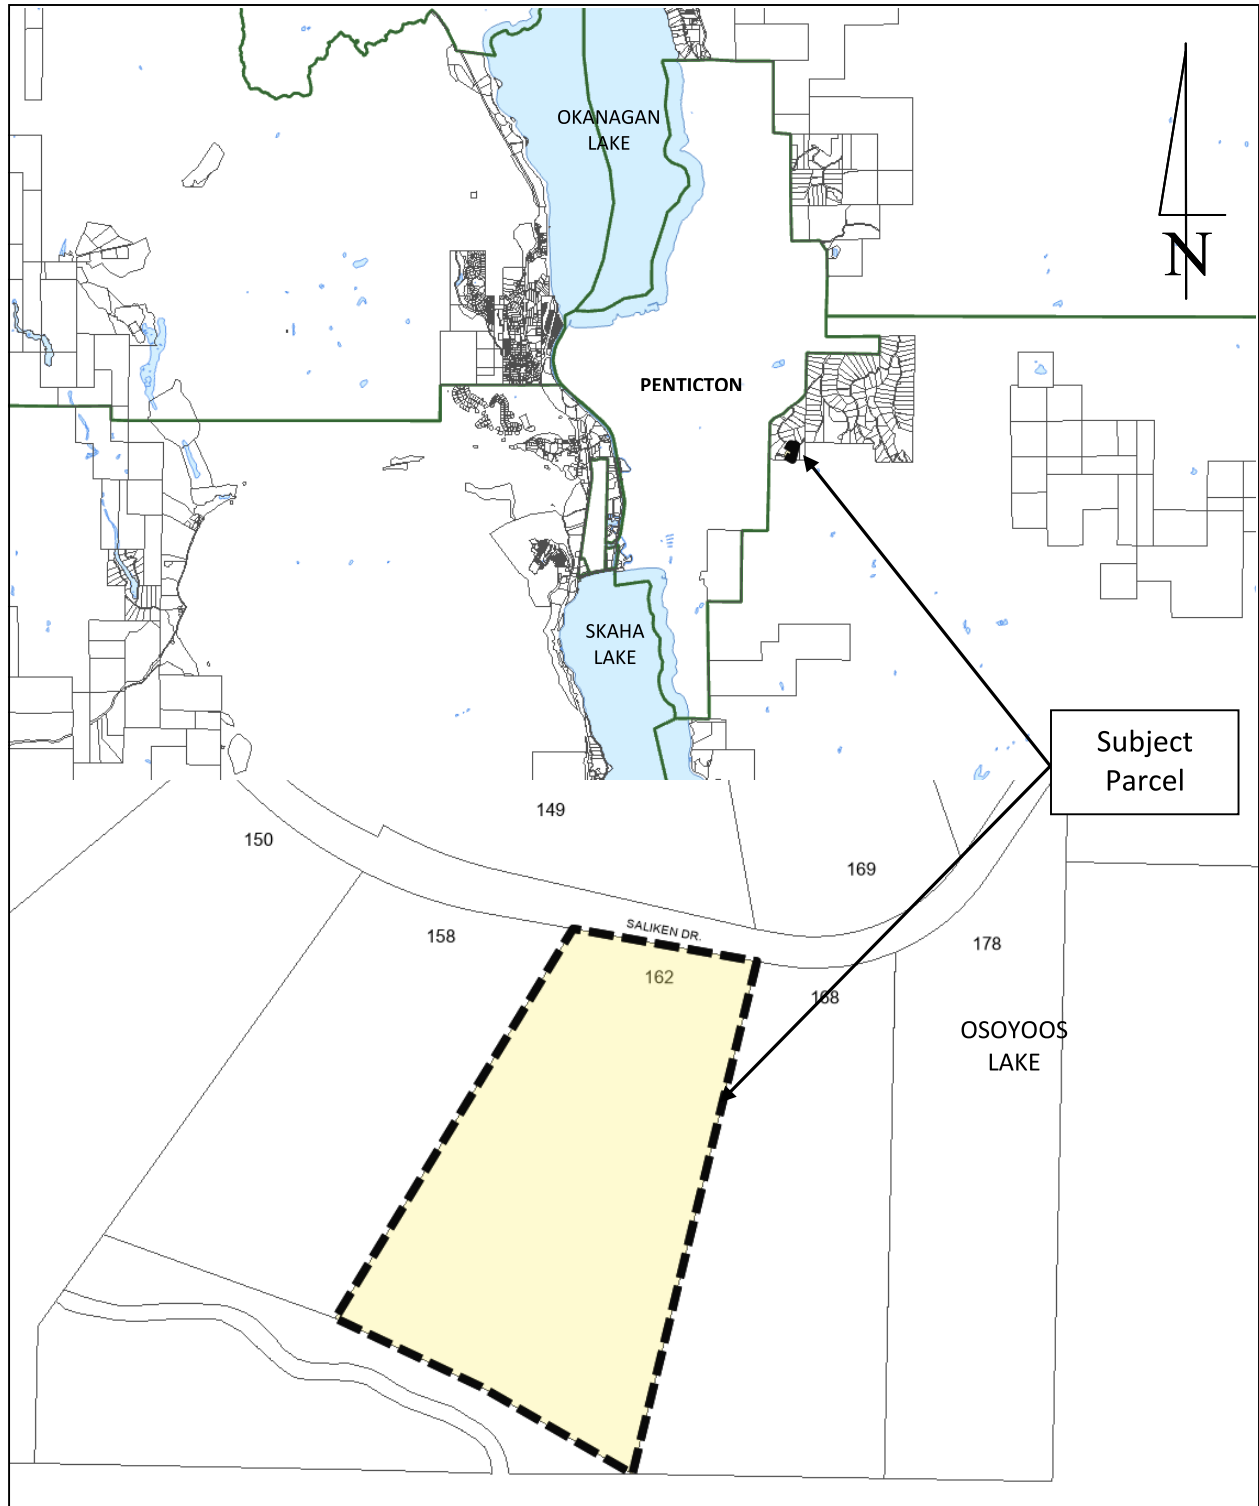 OKANAGAN
LAKE
N
PENTICTON
SKAHA
LAKE
Subject
Parcel
149
150
169
SALIKEN DR.
158
178
162
168
OSOYOOS
LAKE